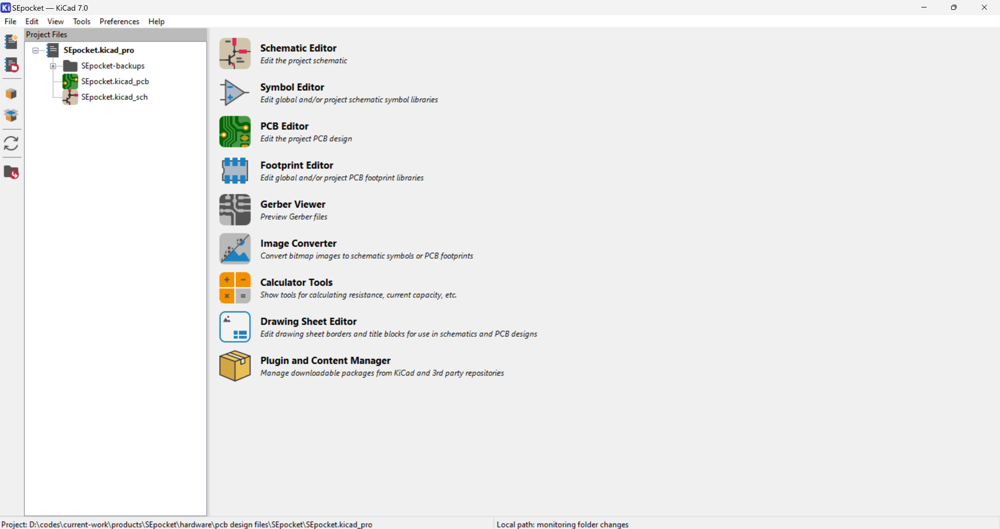 SEpocket — KiCad 7.0
File Edit View Tools Preferences Help
Project Files
SEpocket.kicad_pro
SEpocket-backups
SEpocket.kicad_pcb
SEpocket.kicad_sch
Schematic Editor
Edit the project schematic
Symbol Editor
Edit global and/or project schematic symbol libraries
PCB Editor
Edit the project PCB design
Footprint Editor
Edit global and/or project PCB footprint libraries
Gerber Viewer
Preview Gerber files
Image Converter
Convert bitmap images to schematic symbols or PCB footprints
Calculator Tools
Show tools for calculating resistance, current capacity, etc.
Drawing Sheet Editor
Edit drawing sheet borders and title blocks for use in schematics and PCB designs
Plugin and Content Manager
Manage downloadable packages from KiCad and 3rd party repositories
Project: D:\codes\current-work\products\SEpocket\hardware\pcb design files\SEpocket\SEpocket.kicad_pro
Local path: monitoring folder changes